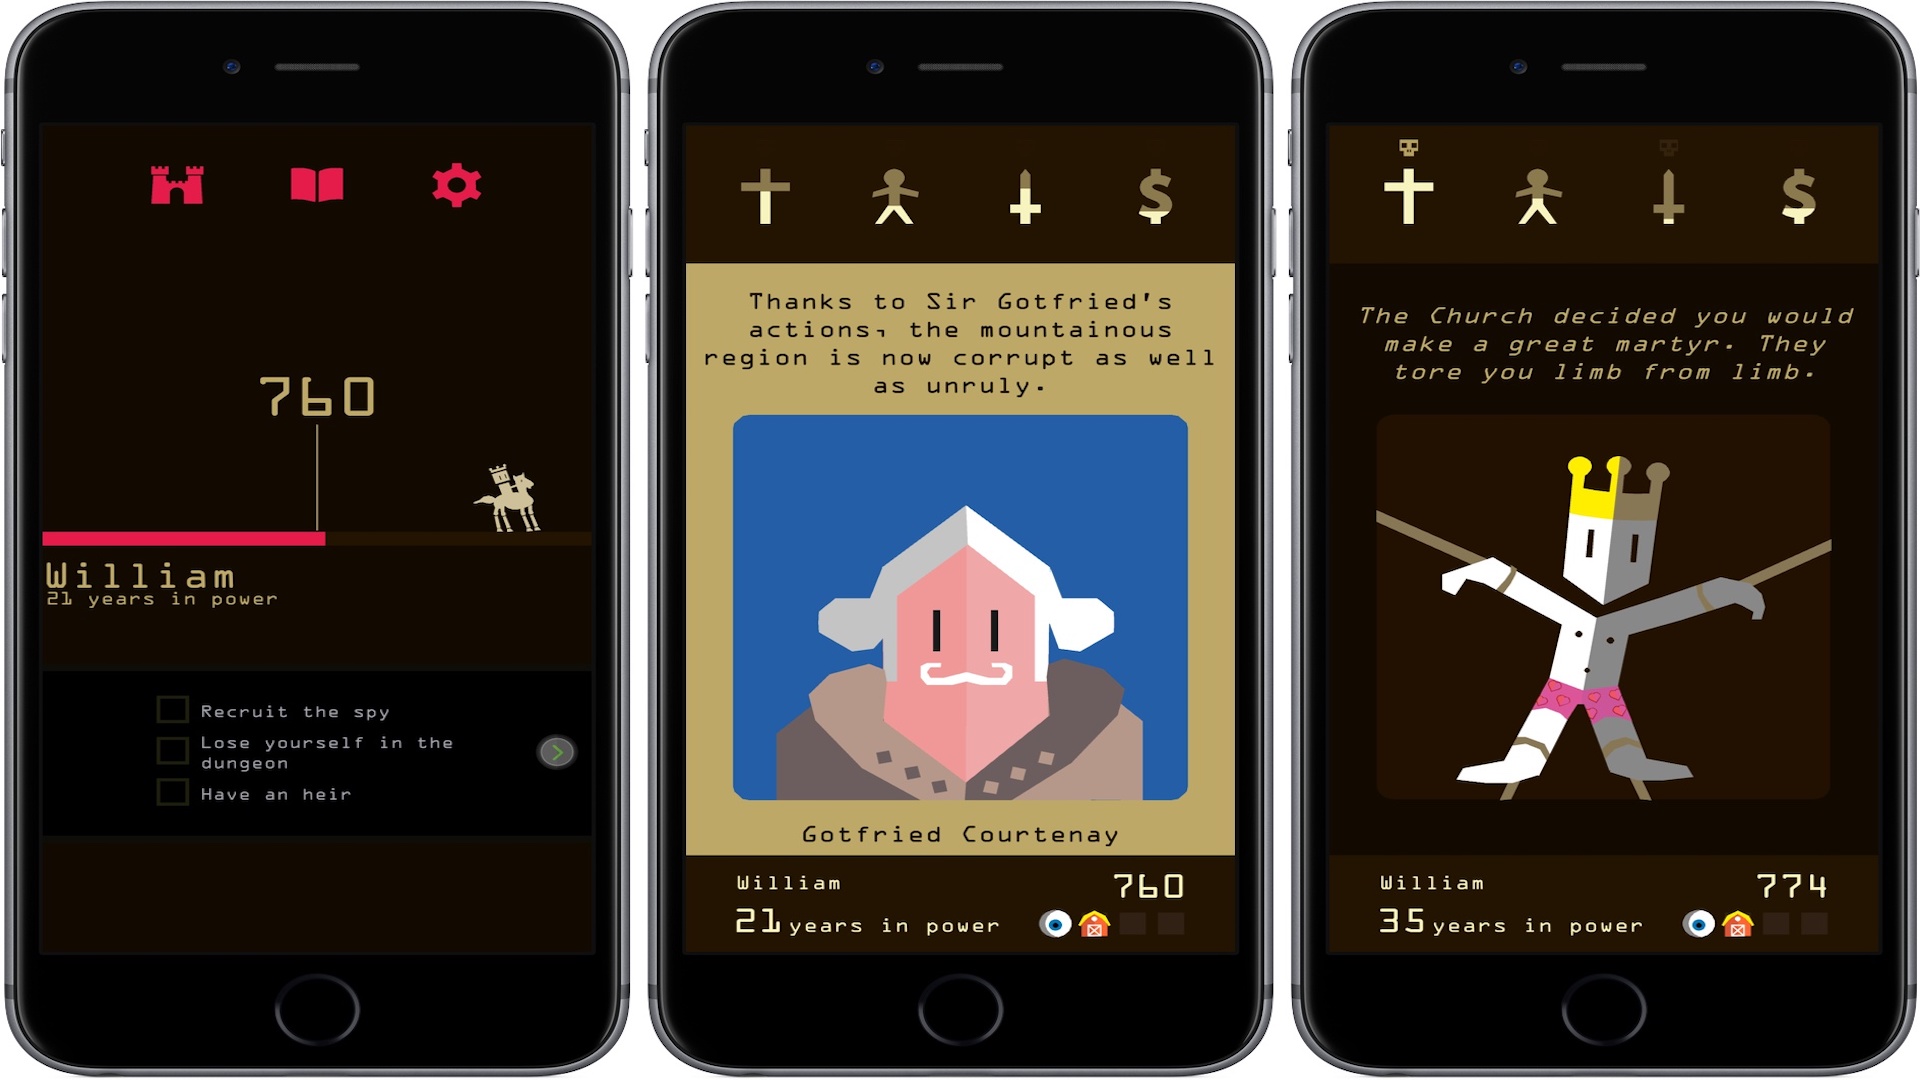 760
William
21 years in power
Recruit the spy
Lose yourself in the
dungeon
Have an heir
Thanks to Sir Gotfried's
actions, the mountainous
region is now corrupt as well
as unruly.
Gotfried Courtenay
William
760
21 years in power
The Church decided you would
make a great martyr. They
tore you limb from limb.
William
774
35 years in power